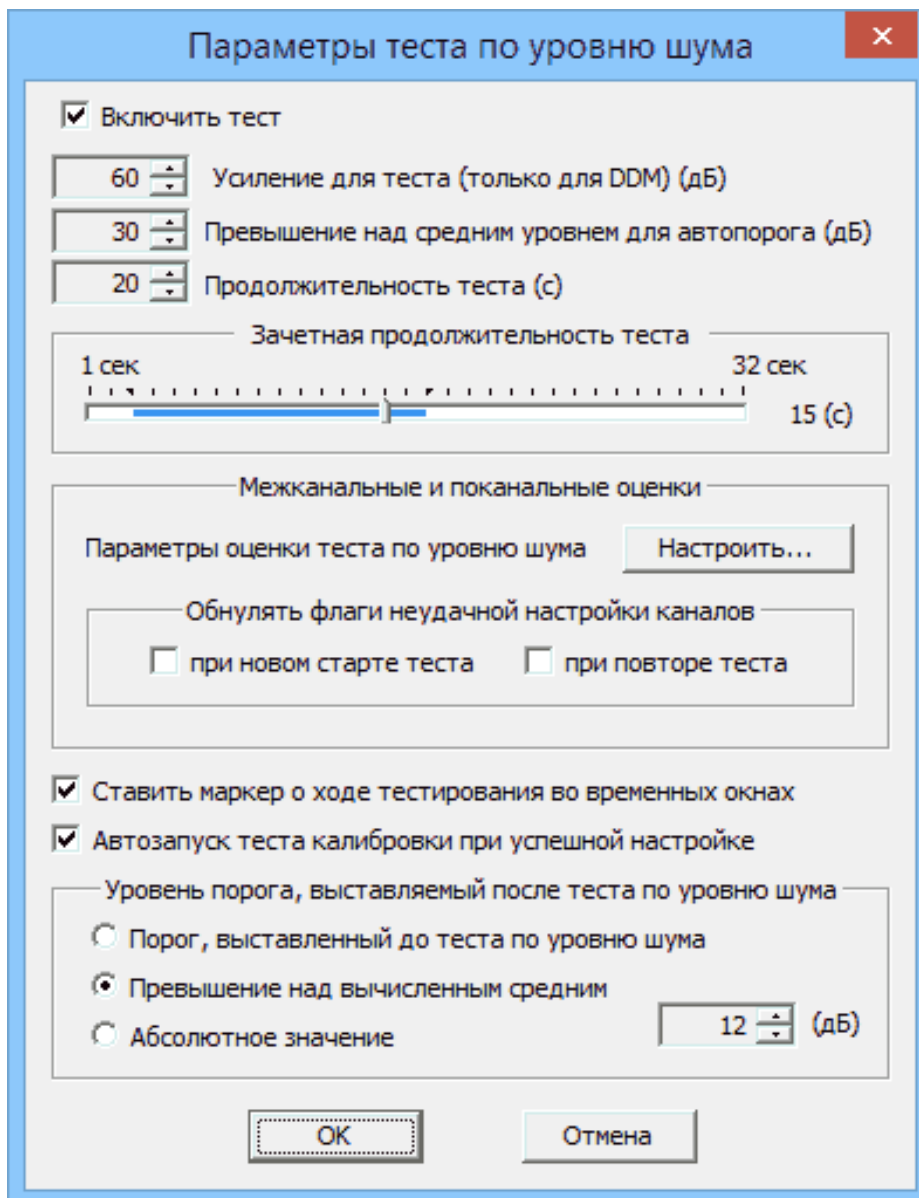 Параметры теста по уровню шума
Включить тест
60 Усиление для теста (только для DDM) (дБ)
30 Превышение над средним уровнем для автопорога (дБ)
20 Продолжительность теста (с)
Зачетная продолжительность теста
1 сек 32 сек
15 (с)
Межканальные и поканальные оценки
Параметры оценки теста по уровню шума Настроить...
Обнулять флаги неудачной настройки каналов
при новом старте теста при повторе теста
Ставить маркер о ходе тестирования во временных окнах
Автозапуск теста калибровки при успешной настройке
Уровень порога, выставляемый после теста по уровню шума
Порог, выставленный до теста по уровню шума
Превышение над вычисленным средним
12 (дБ)
Абсолютное значение
OK Отмена